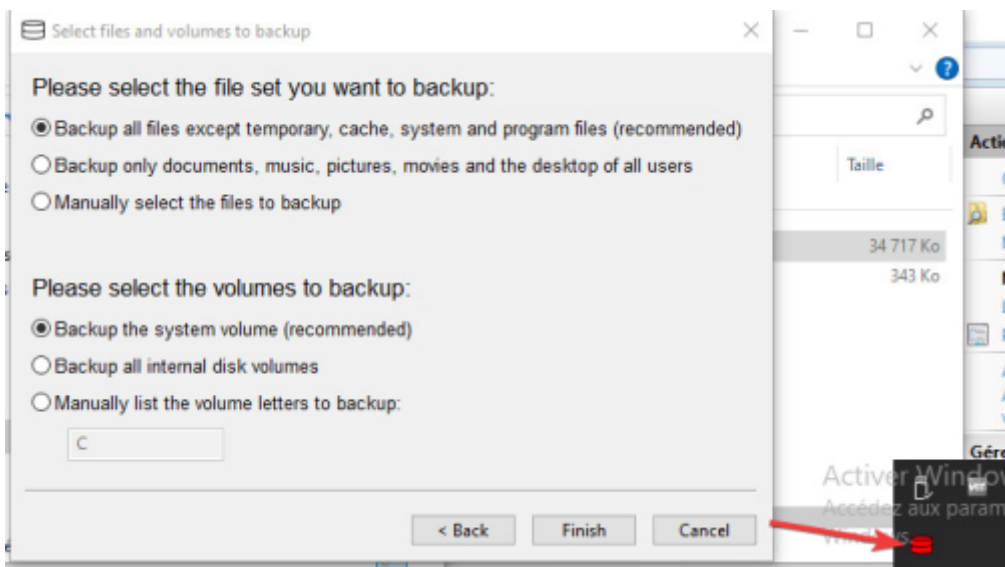 Select files and volumes to backup
Please select the file set you want to backup:
Backup all files except temporary, cache, system and program files (recommended)
Backup only documents, music, pictures, movies and the desktop of all users
Manually select the files to backup
Please select the volumes to backup:
Backup the system volume (recommended)
Backup all internal disk volumes
Manually list the volume letters to backup:
C
< Back
Finish
Cancel
Taille
34 717 Ko
343 Ko
Activer Window
Accédez aux param
Windows